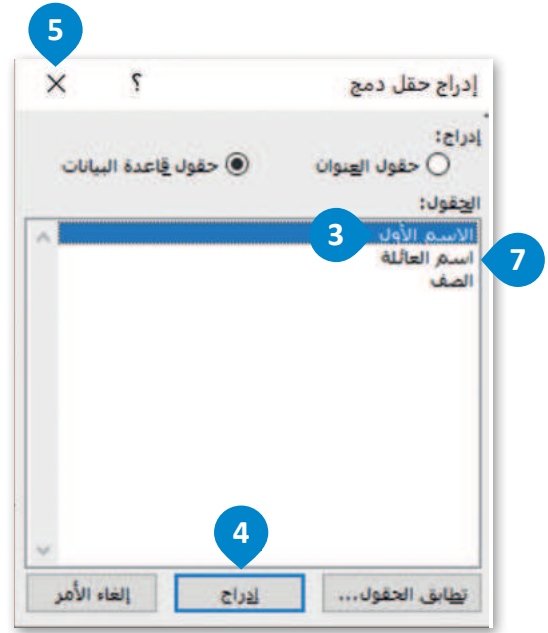 5
إدراج حقل دمج ؟ ×
إدراج:
حقول العنوان حقول قاعدة البيانات
الحقول:
الاسم الأول 3
اسم العائلة 7
الصف
4
تطابق الحقول... إدراج إلغاء الأمر